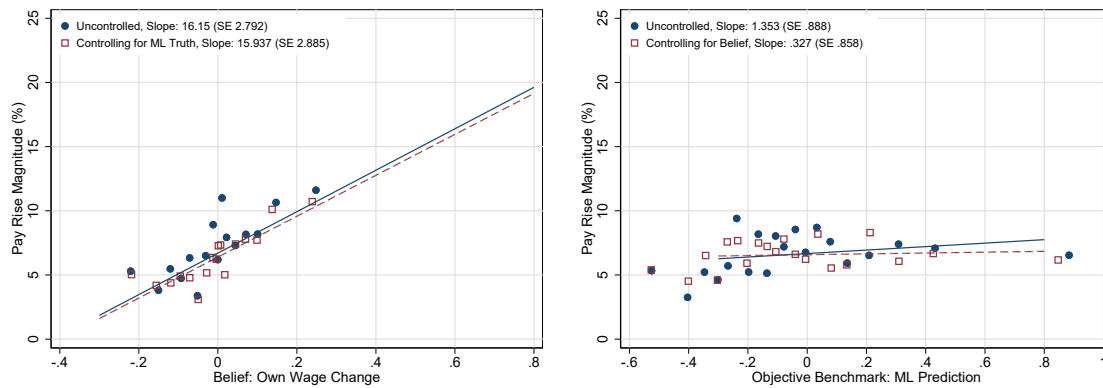 Uncontrolled, Slope: 16.15 (SE 2.792)
Controlling for ML Truth, Slope: 15.937 (SE 2.885)
Pay Rise Magnitude (%)
25
20
15
10
5
0
-.4 -.2 0 .2 .4 .6 .8
Belief: Own Wage Change
Uncontrolled, Slope: 1.353 (SE .888)
Controlling for Belief, Slope: .327 (SE .858)
Pay Rise Magnitude (%)
25
20
15
10
5
0
-.6 -.4 -.2 0 .2 .4 .6 .8 1
Objective Benchmark: ML Prediction